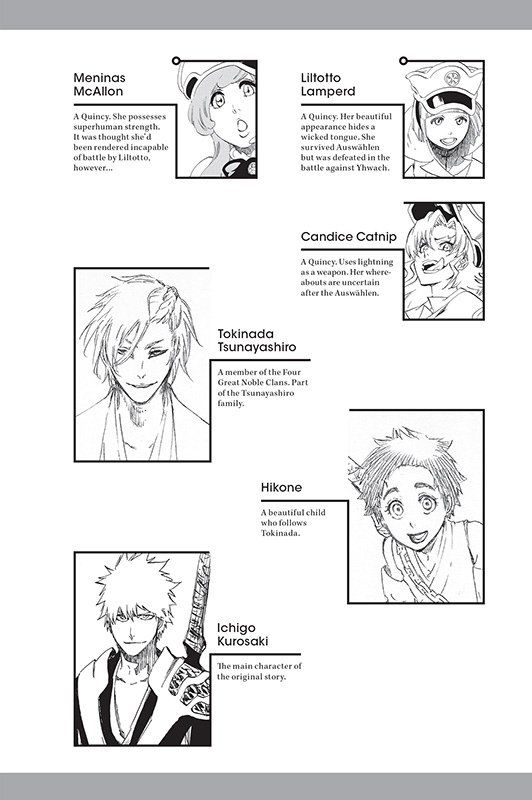 Meninas
McAllon
A Quincy. She possesses
superhuman strength.
It was thought she'd
been rendered incapable
of battle by Liltotto,
however...
Liltotto
Lamperd
A Quincy. Her beautiful
appearance hides a
wicked tongue. She
survived Auswählen
but was defeated in the
battle against Yhwach.
Candice Catnip
A Quincy. Uses lightning
as a weapon. Her where-
abouts are uncertain
after the Auswählen.
Tokinada
Tsunayashiro
A member of the Four
Great Noble Clans. Part
of the Tsunayashiro
family.
Hikone
A beautiful child
who follows
Tokinada.
Ichigo
Kurosaki
The main character of
the original story.